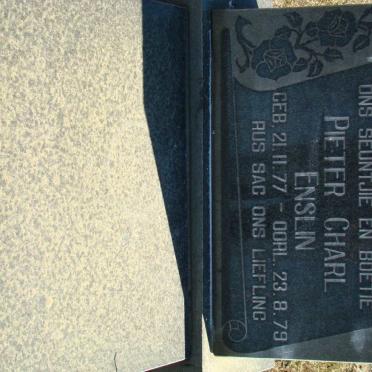 ONS SEUNTJIE EN BOETIE
PIETER CHARL
ENSLIN
GEB. 21.11.77 – OORL. 23.8.79
RUS SAG ONS LIEFLING